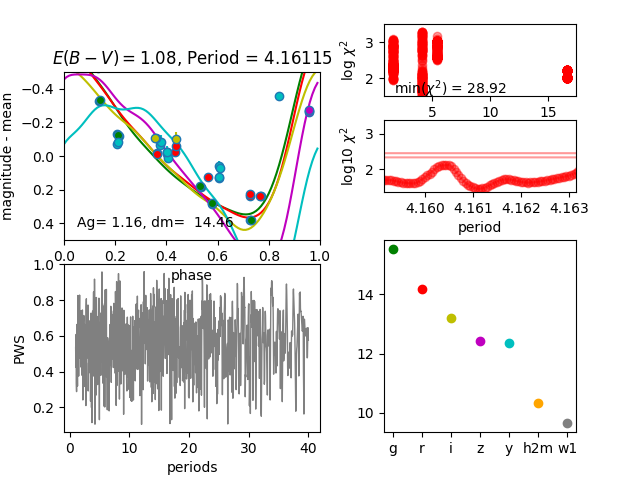 E(B − V) = 1.08, Period = 4.16115
−0.4
−0.2
0.0
0.2
0.4
magnitude - mean
Ag= 1.16, dm=  14.46
0.0 0.2 0.4 0.6 0.8 1.0
phase
log χ²
3
2
min(χ²) = 28.92
5 10 15
log10 χ²
3
2
4.160 4.161 4.162 4.163
period
PWS
1.0
0.8
0.6
0.4
0.2
0 10 20 30 40
periods
14
12
10
g r i z y h2m w1